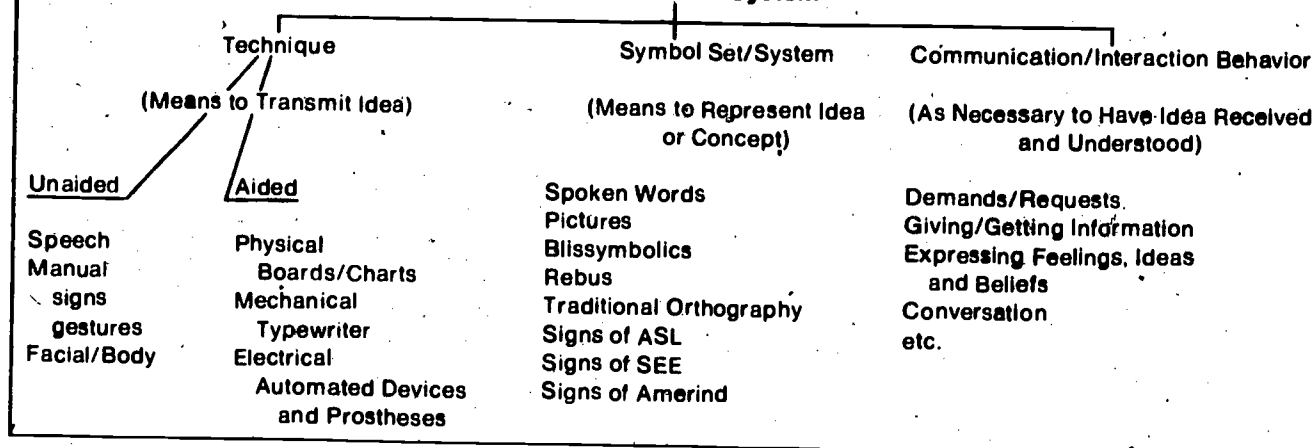 System
Technique
(Means to Transmit Idea)
Unaided
Speech
Manual
signs
gestures
Facial/Body
Aided
Physical
Boards/Charts
Mechanical
Typewriter
Electrical
Automated Devices
and Prostheses
Symbol Set/System
(Means to Represent Idea
or Concept)
Spoken Words
Pictures
Blissymbolics
Rebus
Traditional Orthography
Signs of ASL
Signs of SEE
Signs of Amerind
Communication/Interaction Behavior
(As Necessary to Have Idea Received
and Understood)
Demands/Requests
Giving/Getting Information
Expressing Feelings, Ideas
and Beliefs
Conversation
etc.